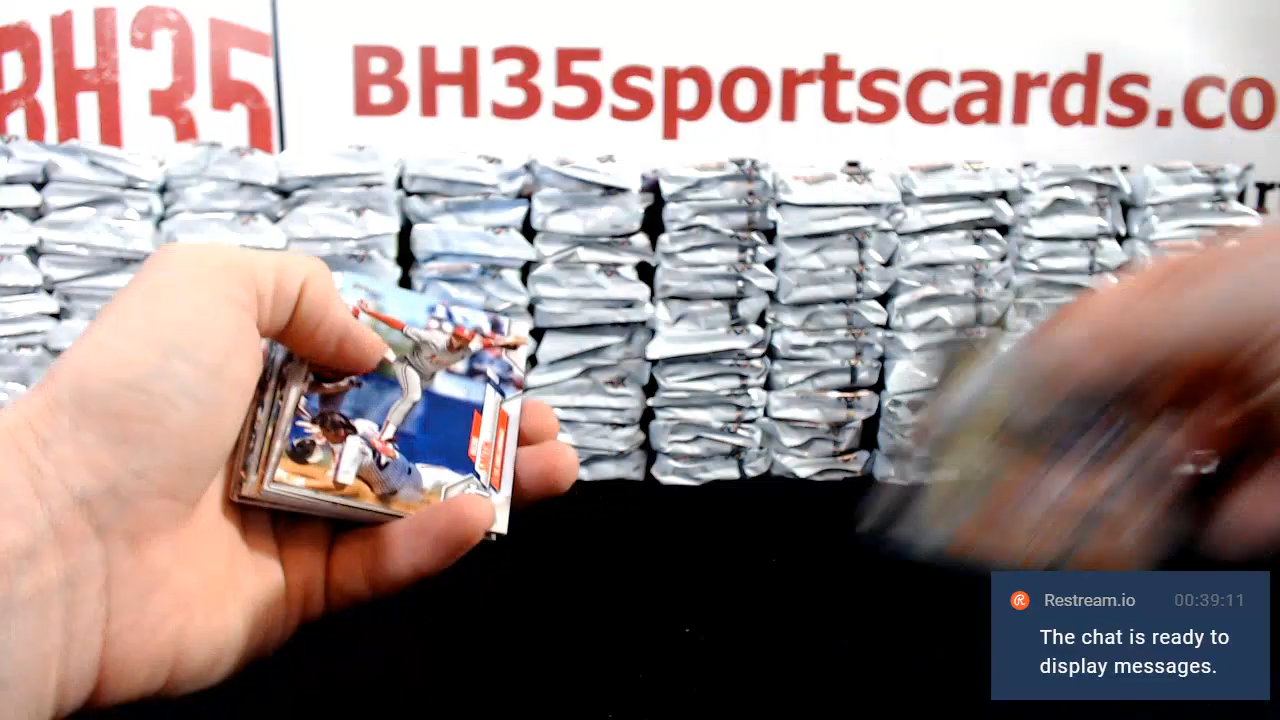 BH35
BH35sportscards.co
Restream.io 00:39:11
The chat is ready to
display messages.